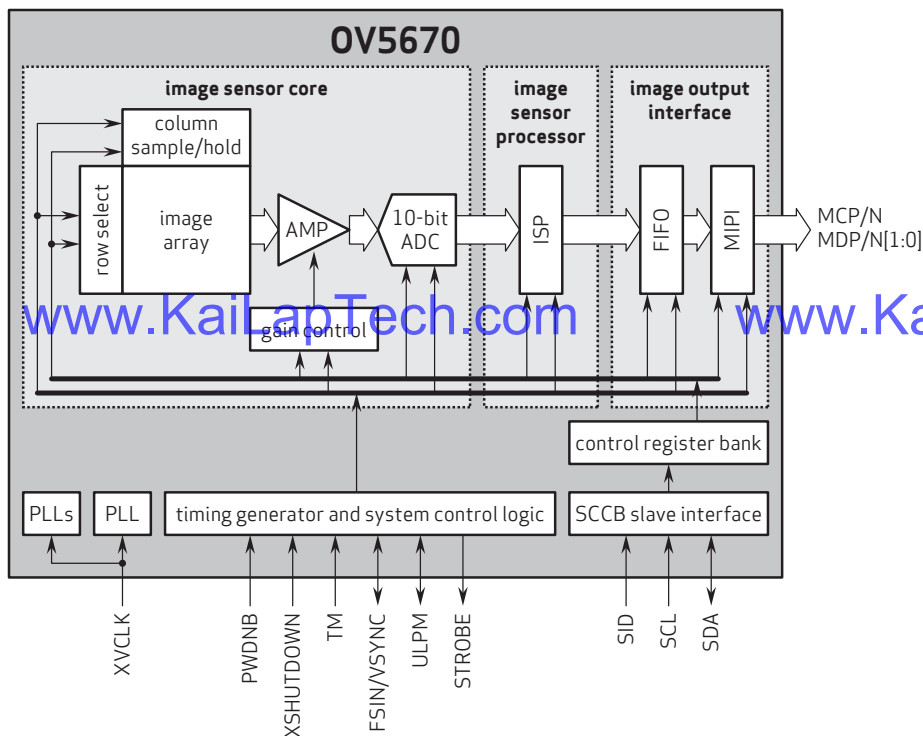 OV5670
image sensor core
image
sensor
processor
image output
interface
column
sample/hold
row select
image
array
AMP
10-bit
ADC
ISP
FIFO
MIPI
MCP/N
MDP/N[1:0]
www.KaiLapTech.com
www.Ka
gain control
control register bank
PLLs
PLL
timing generator and system control logic
SCCB slave interface
XVCLK
PWDNB
XSHUTDOWN
TM
FSIN/VSYNC
ULPM
STROBE
SID
SCL
SDA